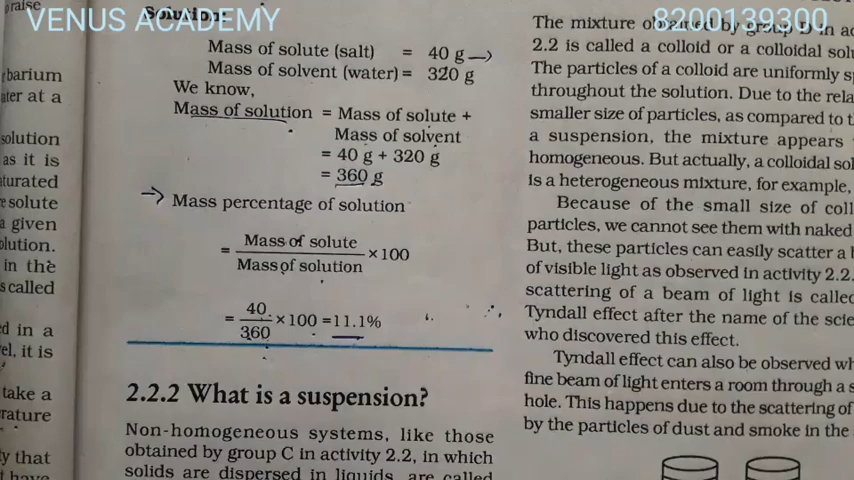 VENUS ACADEMY
8200139300
praise
barium
ater at a
solution
as it is
aturated
e solute
a given
olution.
in the
s called
ed in a
el, it is
take a
rature
y that
Solution:
Mass of solute (salt) = 40 g
Mass of solvent (water) = 320 g
We know,
Mass of solution = Mass of solute +
Mass of solvent
= 40 g + 320 g
= 360 g
Mass percentage of solution
= Mass of solute / Mass of solution ×100
= 40 / 360 ×100 =11.1%
2.2.2 What is a suspension?
Non-homogeneous systems, like those
obtained by group C in activity 2.2, in which
solids are dispersed in liquids, are called
The mixture obtained by group D in ac
2.2 is called a colloid or a colloidal solu
The particles of a colloid are uniformly sp
throughout the solution. Due to the rela
smaller size of particles, as compared to t
a suspension, the mixture appears
homogeneous. But actually, a colloidal sol
is a heterogeneous mixture, for example,
Because of the small size of coll
particles, we cannot see them with naked
But, these particles can easily scatter a b
of visible light as observed in activity 2.2.
scattering of a beam of light is called
Tyndall effect after the name of the scie
who discovered this effect.
Tyndall effect can also be observed wh
fine beam of light enters a room through a s
hole. This happens due to the scattering of
by the particles of dust and smoke in the